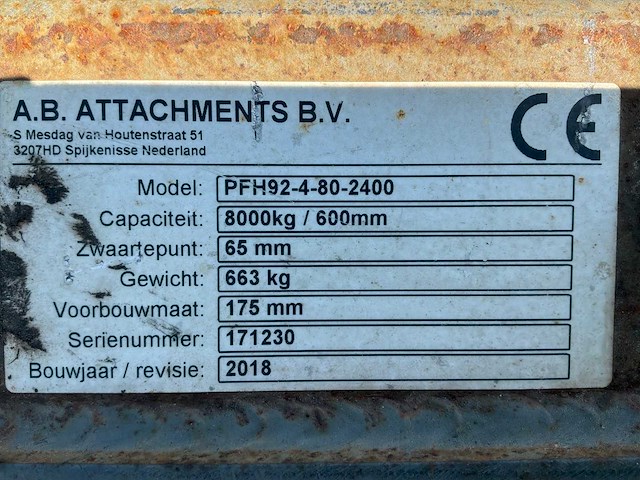 A.B. ATTACHMENTS B.V.
S Mesdag van Houtenstraat 51
3207HD Spijkenisse Nederland
CE
Model: PFH92-4-80-2400
Capaciteit: 8000kg / 600mm
Zwaartepunt: 65 mm
Gewicht: 663 kg
Voorbouwmaat: 175 mm
Serienummer: 171230
Bouwjaar / revisie: 2018